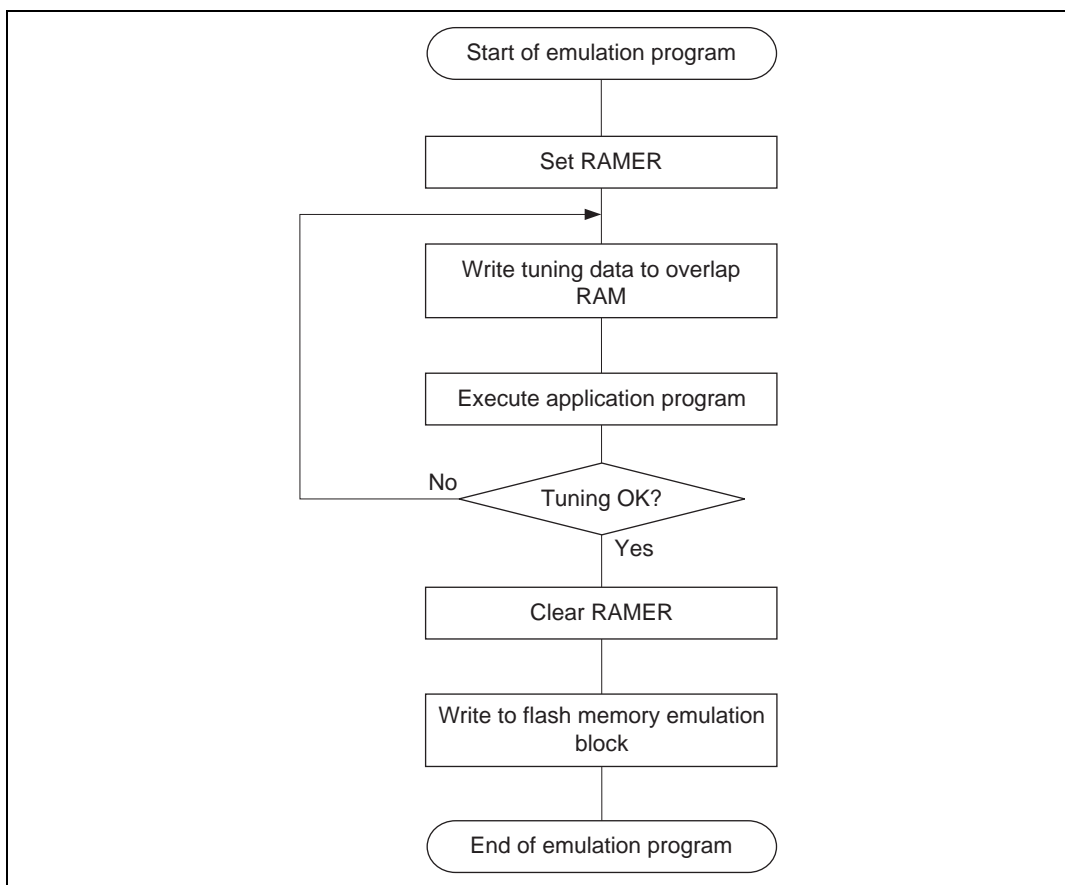 Start of emulation program
Set RAMER
Write tuning data to overlap
RAM
Execute application program
No
Tuning OK?
Yes
Clear RAMER
Write to flash memory emulation
block
End of emulation program